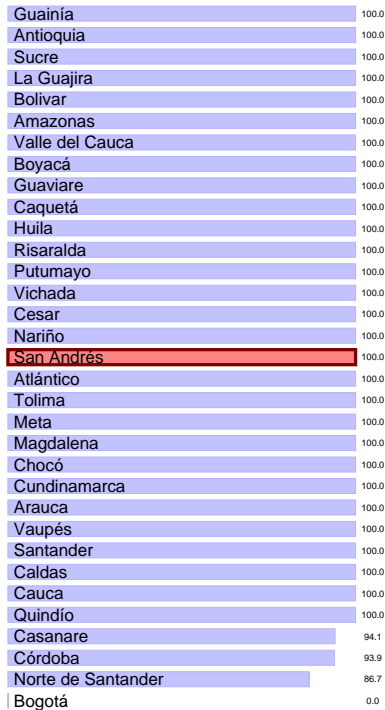 Guainía 100.0
Antioquia 100.0
Sucre 100.0
La Guajira 100.0
Bolivar 100.0
Amazonas 100.0
Valle del Cauca 100.0
Boyacá 100.0
Guaviare 100.0
Caquetá 100.0
Huila 100.0
Risaralda 100.0
Putumayo 100.0
Vichada 100.0
Cesar 100.0
Nariño 100.0
San Andrés 100.0
Atlántico 100.0
Tolima 100.0
Meta 100.0
Magdalena 100.0
Chocó 100.0
Cundinamarca 100.0
Arauca 100.0
Vaupés 100.0
Santander 100.0
Caldas 100.0
Cauca 100.0
Quindío 100.0
Casanare 94.1
Córdoba 93.9
Norte de Santander 86.7
Bogotá 0.0